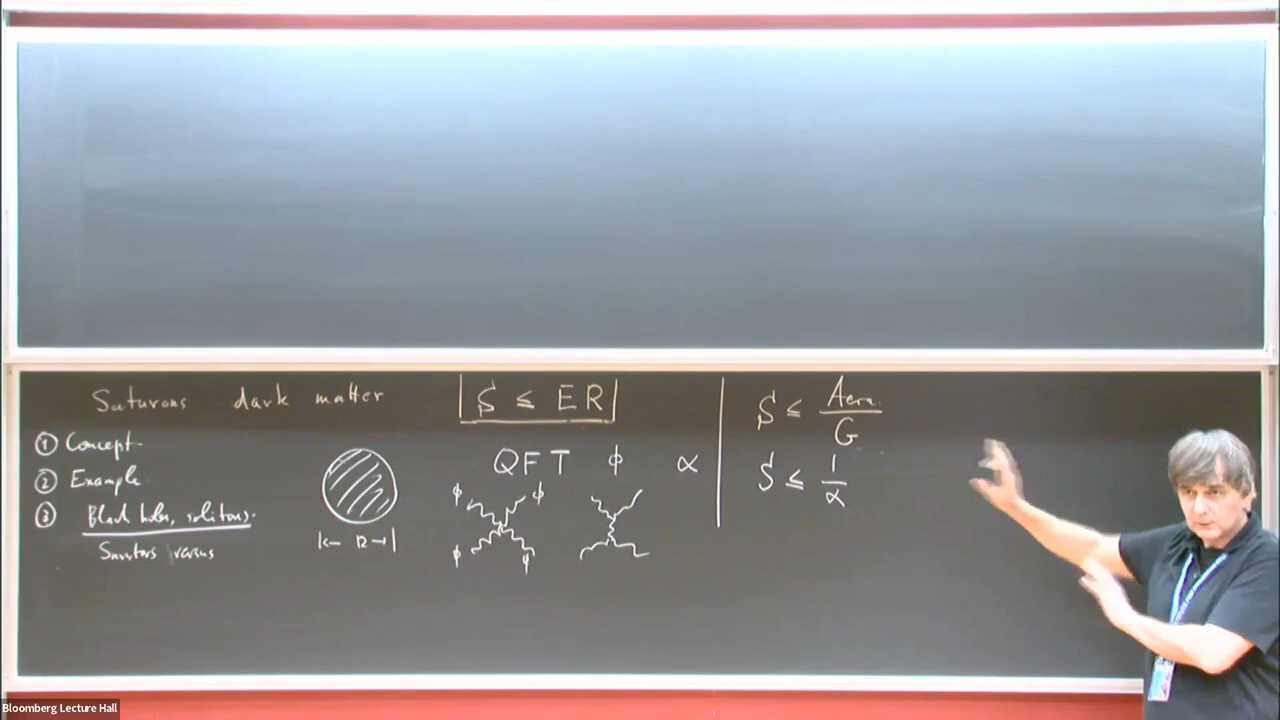 Saturons dark matter
① Concept
② Example
③ Black holes, solitons.
versus
|← R →|
S ≤ ER
QFT φ α
φ φ
φ φ
S ≤ Area / G
S ≤ 1 / α
Bloomberg Lecture Hall